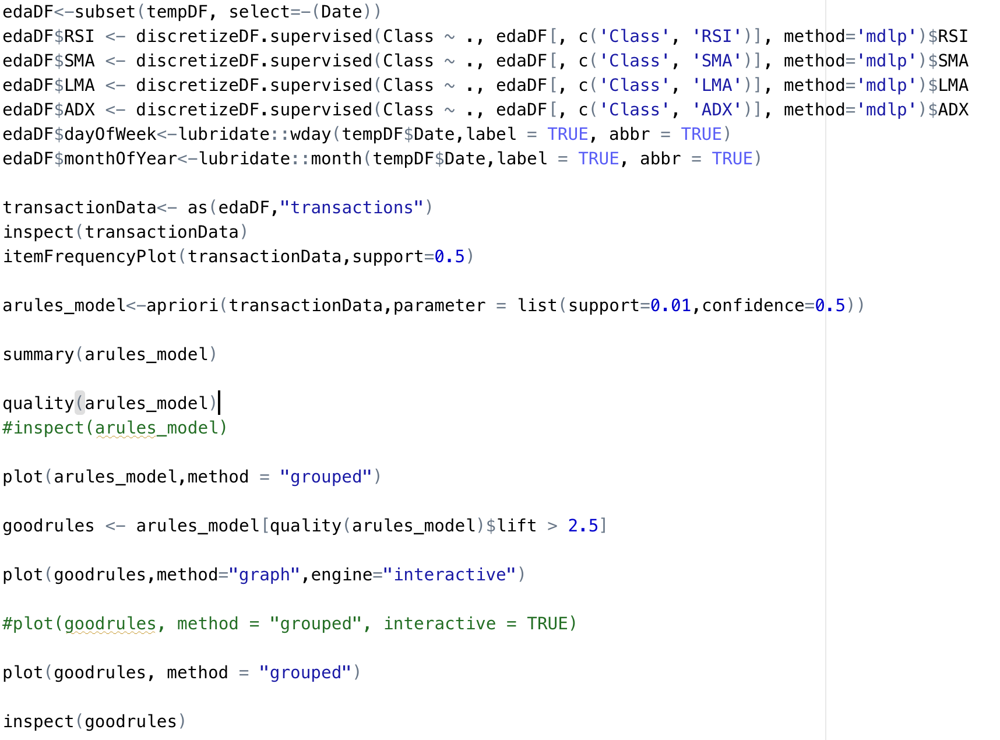 edaDF<-subset(tempDF, select=-(Date))
edaDF$RSI <- discretizeDF.supervised(Class ~ ., edaDF[, c('Class', 'RSI')], method='mdlp')$RSI
edaDF$SMA <- discretizeDF.supervised(Class ~ ., edaDF[, c('Class', 'SMA')], method='mdlp')$SMA
edaDF$LMA <- discretizeDF.supervised(Class ~ ., edaDF[, c('Class', 'LMA')], method='mdlp')$LMA
edaDF$ADX <- discretizeDF.supervised(Class ~ ., edaDF[, c('Class', 'ADX')], method='mdlp')$ADX
edaDF$dayOfWeek<-lubridate::wday(tempDF$Date,label = TRUE, abbr = TRUE)
edaDF$monthOfYear<-lubridate::month(tempDF$Date,label = TRUE, abbr = TRUE)
transactionData<- as(edaDF,"transactions")
inspect(transactionData)
itemFrequencyPlot(transactionData,support=0.5)
arules_model<-apriori(transactionData,parameter = list(support=0.01,confidence=0.5))
summary(arules_model)
quality(arules_model)
#inspect(arules_model)
plot(arules_model,method = "grouped")
goodrules <- arules_model[quality(arules_model)$lift > 2.5]
plot(goodrules,method="graph",engine="interactive")
#plot(goodrules, method = "grouped", interactive = TRUE)
plot(goodrules, method = "grouped")
inspect(goodrules)